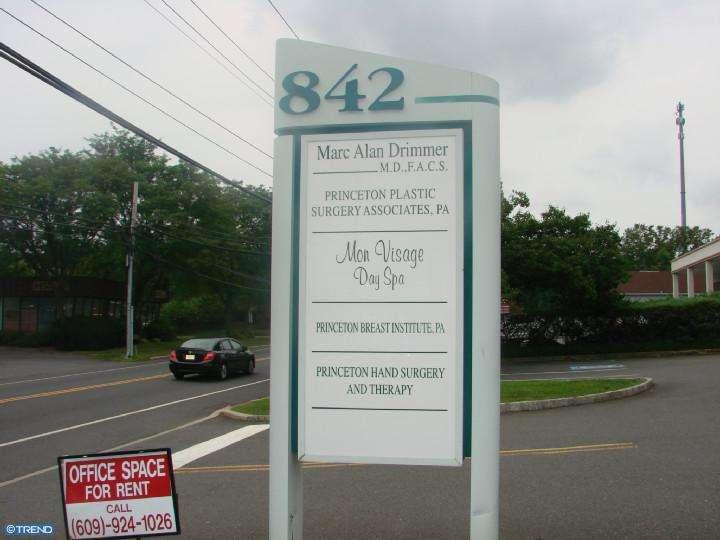 842
Marc Alan Drimmer
M.D.,F.A.C.S.
PRINCETON PLASTIC
SURGERY ASSOCIATES, PA
Mon Visage
Day Spa
PRINCETON BREAST INSTITUTE, PA
PRINCETON HAND SURGERY
AND THERAPY
OFFICE SPACE
FOR RENT
CALL
(609)-924-1026
©TREND